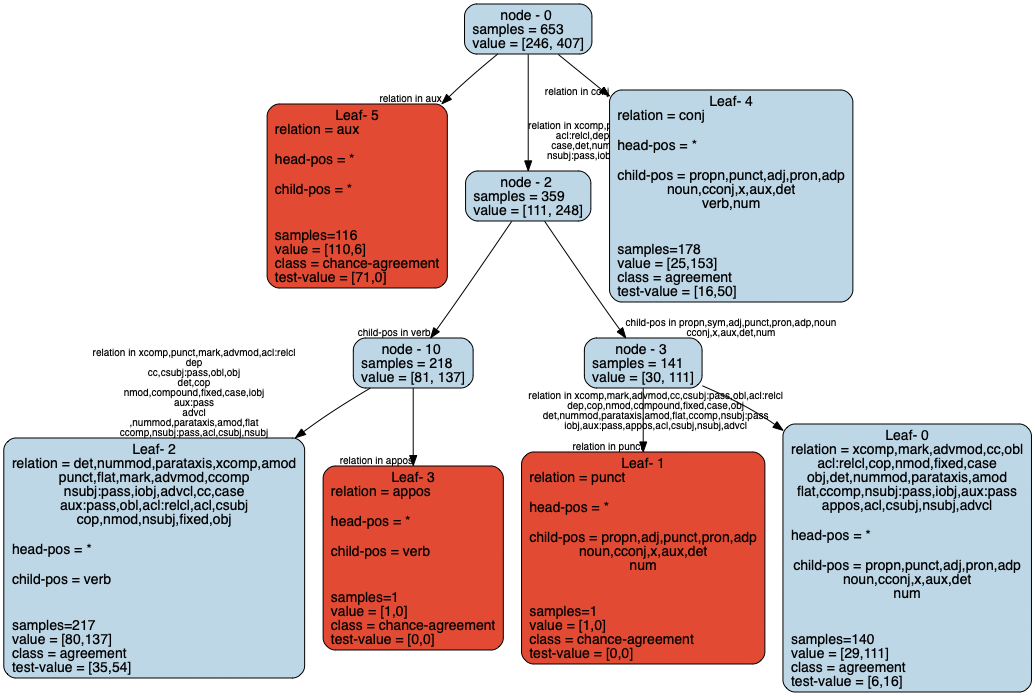 node - 0
samples = 653
value = [246, 407]
relation in aux
relation in conj
relation in xcomp,p
acl:relcl,dep
case,det,num
nsubj:pass,iob
Leaf- 5
relation = aux
head-pos = *
child-pos = *
samples=116
value = [110,6]
class = chance-agreement
test-value = [71,0]
node - 2
samples = 359
value = [111, 248]
Leaf- 4
relation = conj
head-pos = *
child-pos = propn,punct,adj,pron,adp
noun,cconj,x,aux,det
verb,num
samples=178
value = [25,153]
class = agreement
test-value = [16,50]
child-pos in verb
child-pos in propn,sym,adj,punct,pron,adp,noun
cconj,x,aux,det,num
node - 10
samples = 218
value = [81, 137]
node - 3
samples = 141
value = [30, 111]
relation in xcomp,punct,mark,advmod,acl:relcl
dep
cc,csubj:pass,obl,obj
det,cop
nmod,compound,fixed,case,iobj
aux:pass
advcl
,nummod,parataxis,amod,flat
ccomp,nsubj:pass,acl,csubj,nsubj
relation in appos
relation in xcomp,mark,advmod,cc,csubj:pass,obl,acl:relcl
dep,cop,nmod,compound,fixed,case,obj
det,nummod,parataxis,amod,flat,ccomp,nsubj:pass
iobj,aux:pass,appos,acl,csubj,nsubj,advcl
relation in punct
Leaf- 2
relation = det,nummod,parataxis,xcomp,amod
punct,flat,mark,advmod,ccomp
nsubj:pass,iobj,advcl,cc,case
aux:pass,obl,acl:relcl,acl,csubj
cop,nmod,nsubj,fixed,obj
head-pos = *
child-pos = verb
samples=217
value = [80,137]
class = agreement
test-value = [35,54]
Leaf- 3
relation = appos
head-pos = *
child-pos = verb
samples=1
value = [1,0]
class = chance-agreement
test-value = [0,0]
Leaf- 1
relation = punct
head-pos = *
child-pos = propn,adj,punct,pron,adp
noun,cconj,x,aux,det
num
samples=1
value = [1,0]
class = chance-agreement
test-value = [0,0]
Leaf- 0
relation = xcomp,mark,advmod,cc,obl
acl:relcl,cop,nmod,fixed,case
obj,det,nummod,parataxis,amod
flat,ccomp,nsubj:pass,iobj,aux:pass
appos,acl,csubj,nsubj,advcl
head-pos = *
child-pos = propn,punct,adj,pron,adp
noun,cconj,x,aux,det
num
samples=140
value = [29,111]
class = agreement
test-value = [6,16]